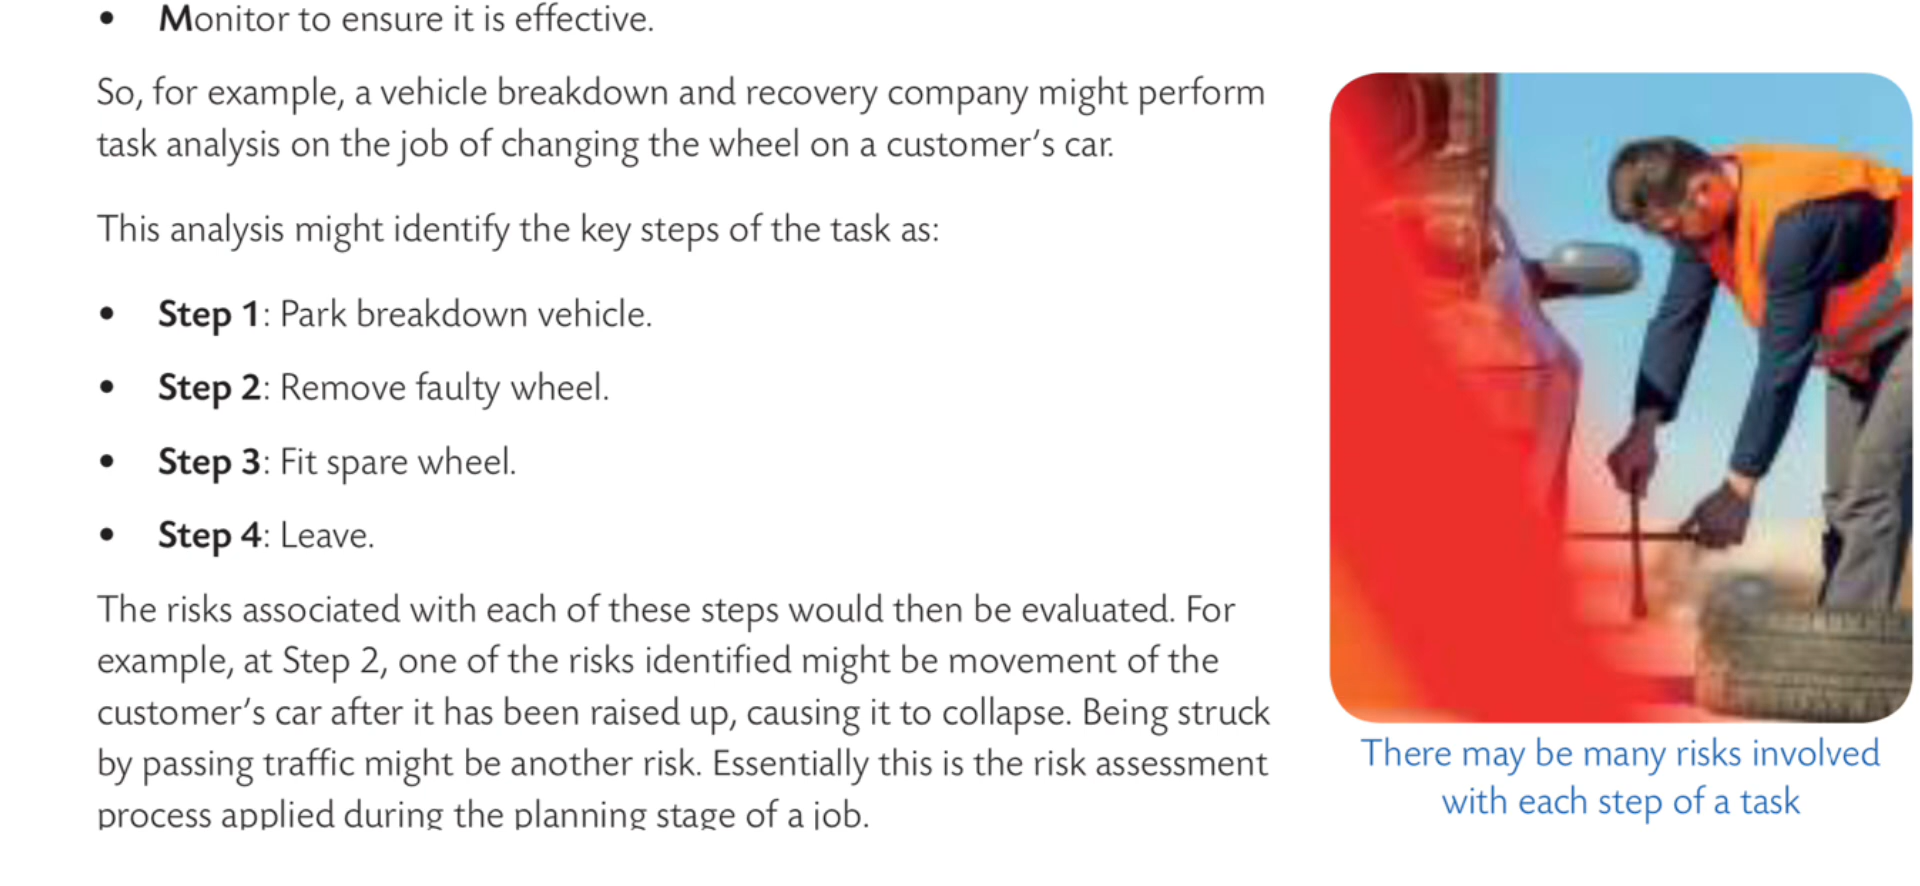 • Monitor to ensure it is effective.
So, for example, a vehicle breakdown and recovery company might perform
task analysis on the job of changing the wheel on a customer's car.
This analysis might identify the key steps of the task as:
• Step 1: Park breakdown vehicle.
• Step 2: Remove faulty wheel.
• Step 3: Fit spare wheel.
• Step 4: Leave.
The risks associated with each of these steps would then be evaluated. For
example, at Step 2, one of the risks identified might be movement of the
customer's car after it has been raised up, causing it to collapse. Being struck
by passing traffic might be another risk. Essentially this is the risk assessment
process applied during the planning stage of a job.
There may be many risks involved
with each step of a task